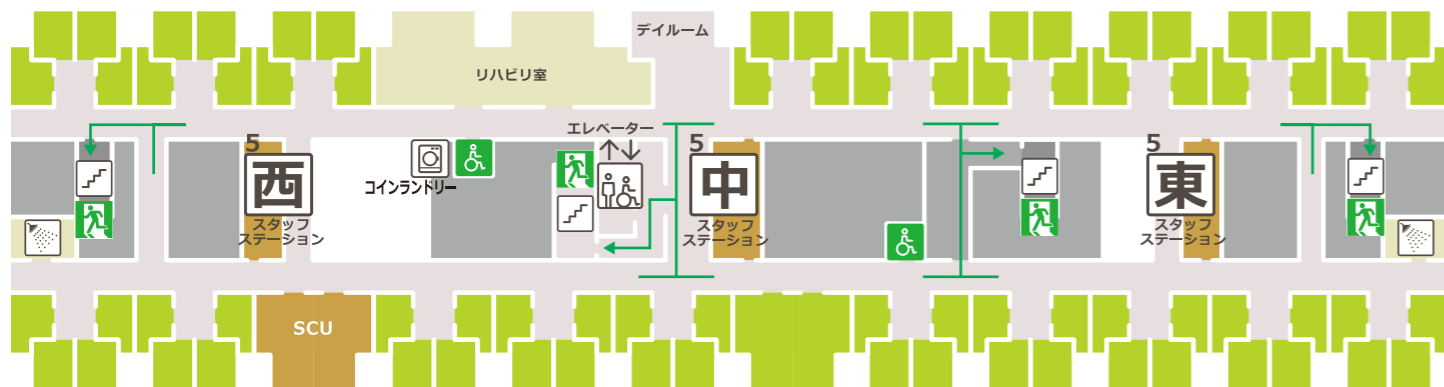 デイルーム
リハビリ室
エレベーター
5
西
スタッフ
ステーション
コインランドリー
5
中
スタッフ
ステーション
5
東
スタッフ
ステーション
SCU